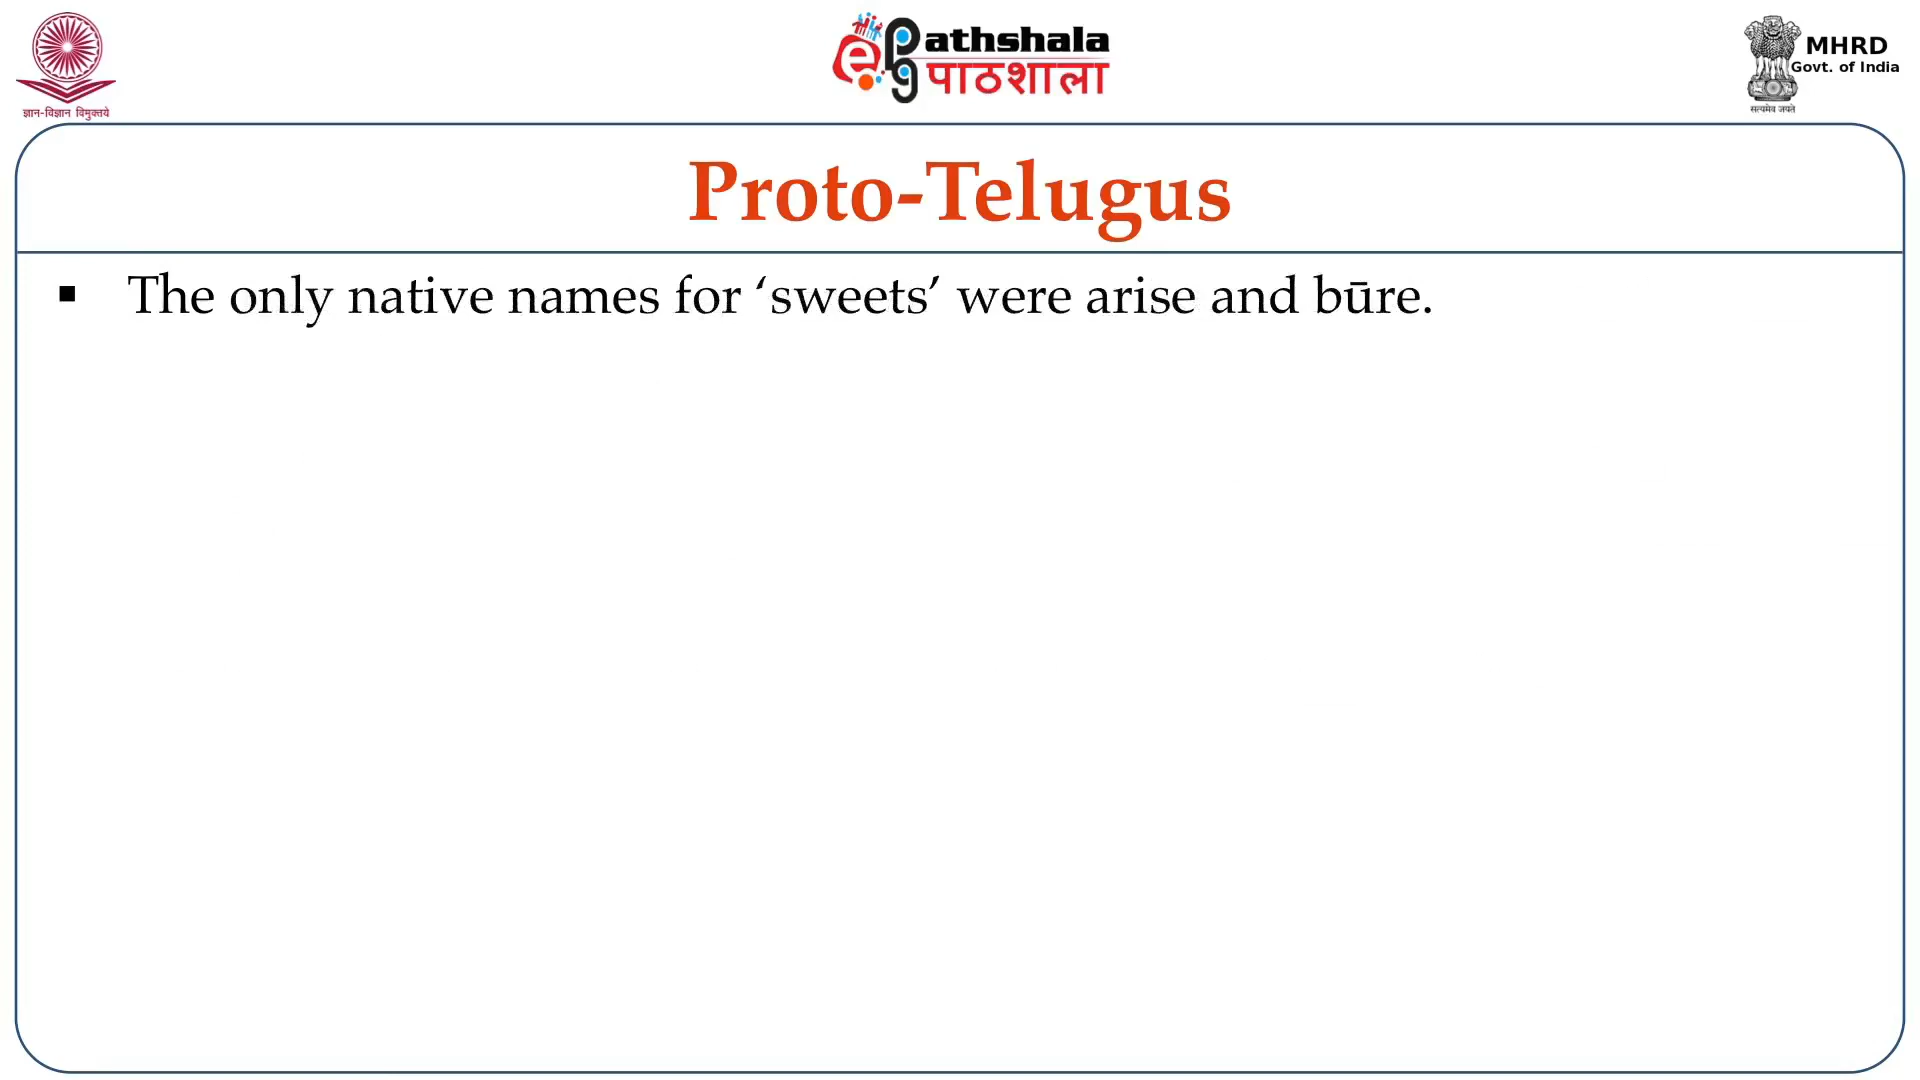 ज्ञान-विज्ञान विमुक्तये
e
Pg
athshala
पाठशाला
MHRD
Govt. of India
सत्यमेव जयते
Proto-Telugus
▪ The only native names for ‘sweets’ were arise and būre.